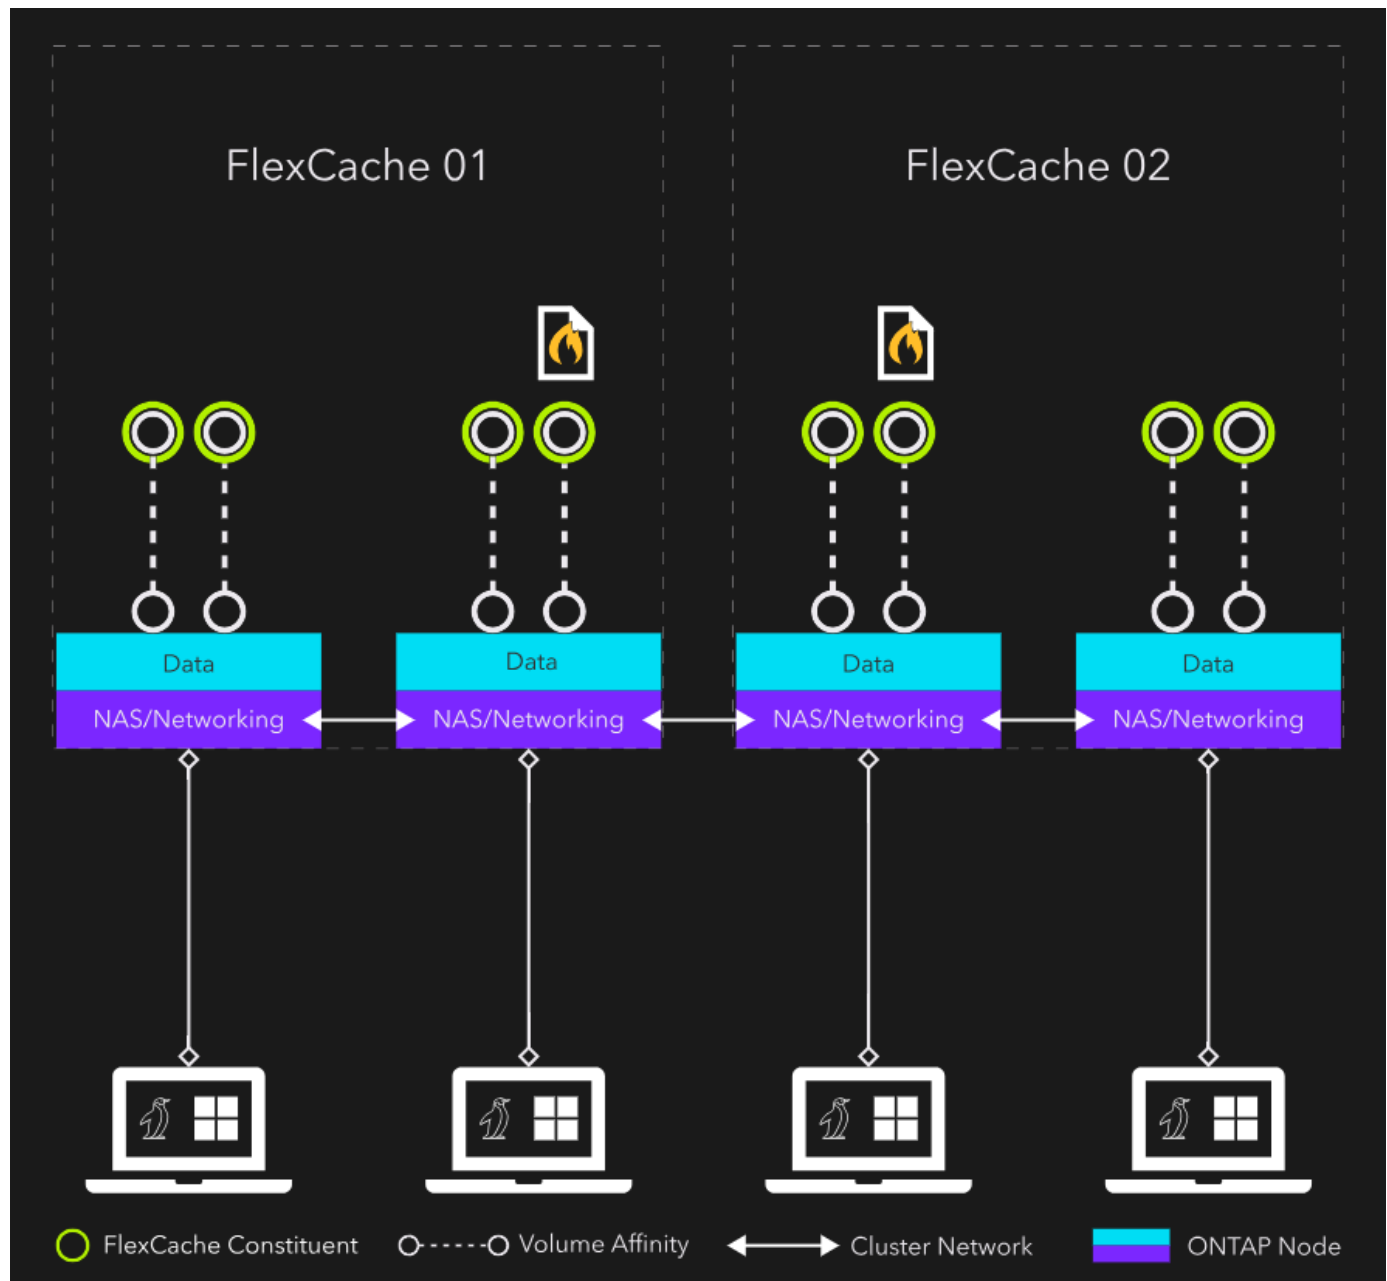 FlexCache 01
FlexCache 02
Data
Data
Data
Data
NAS/Networking
NAS/Networking
NAS/Networking
NAS/Networking
FlexCache Constituent
Volume Affinity
Cluster Network
ONTAP Node